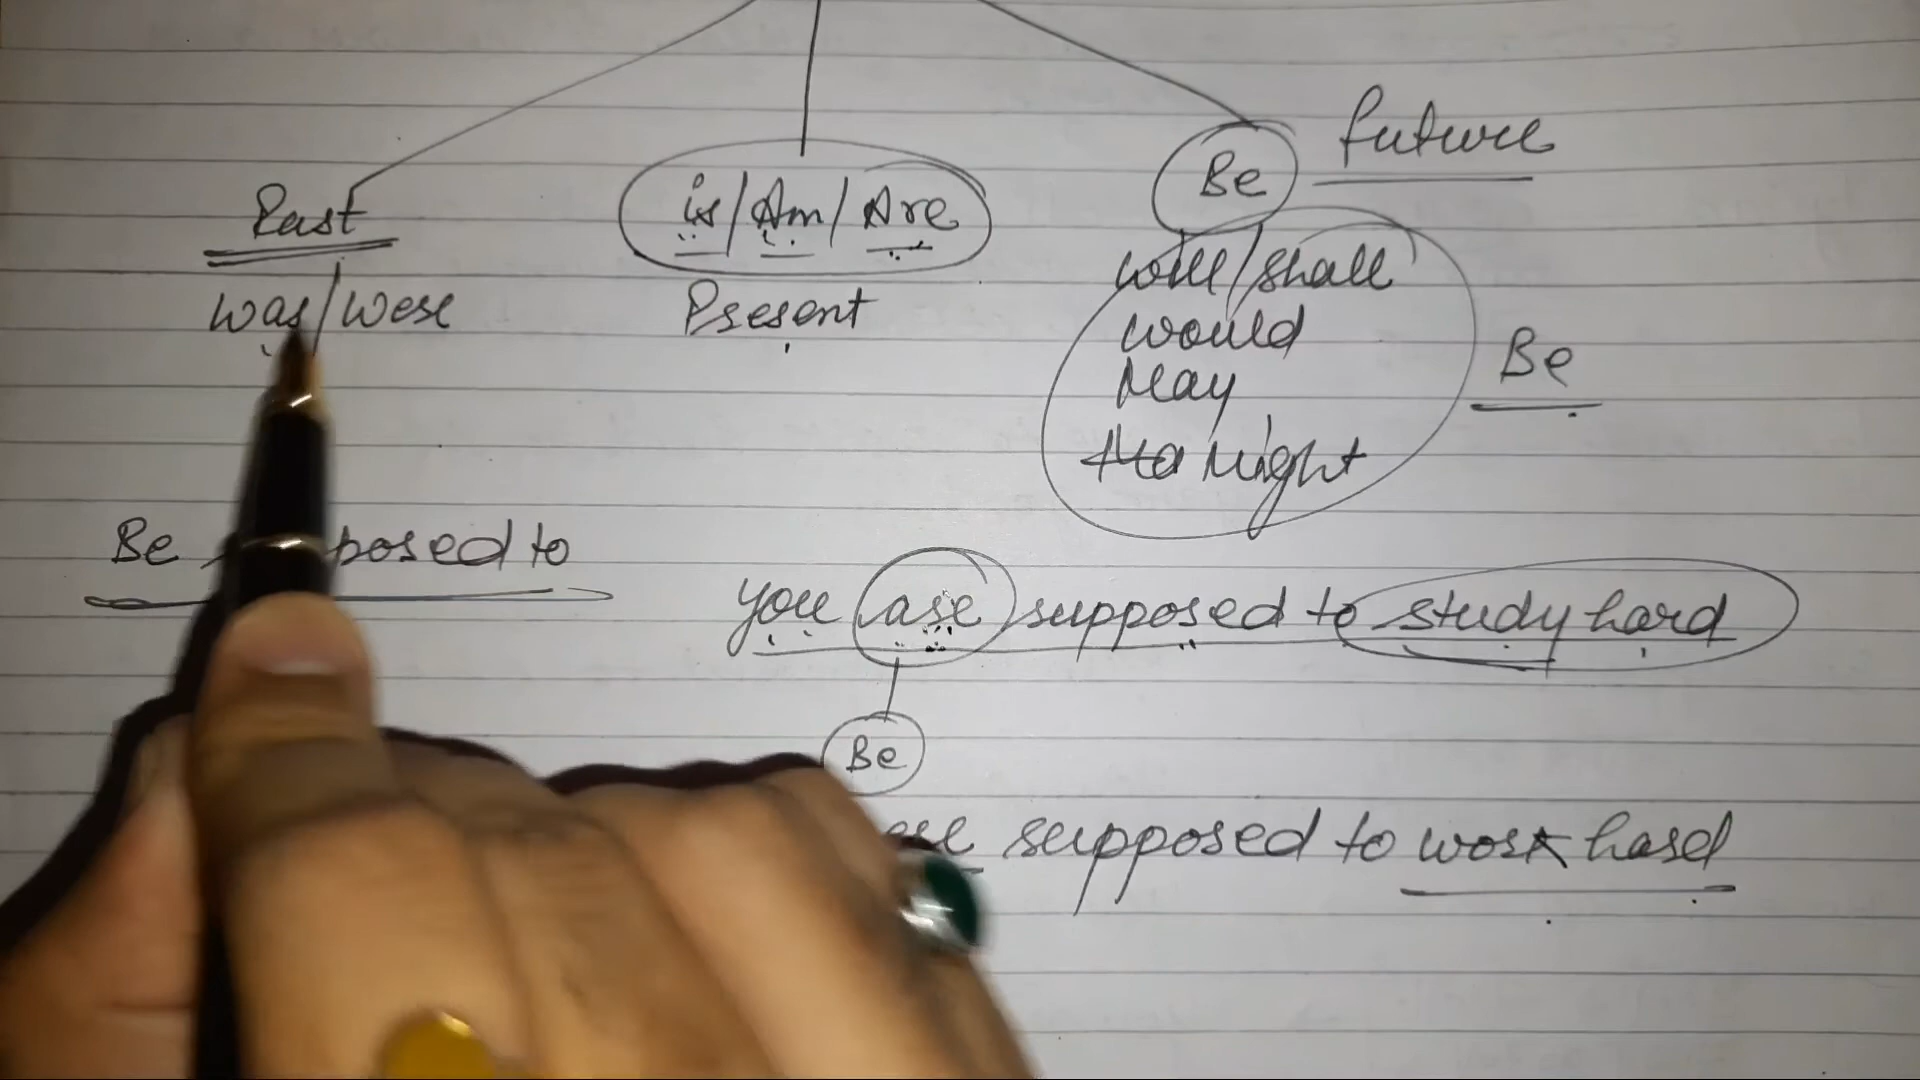 Past
was/were
is/Am/Are
Present
Be future
will/shall
would
May
Might
Be
Be posed to
you are supposed to study hard
Be
supposed to work hard